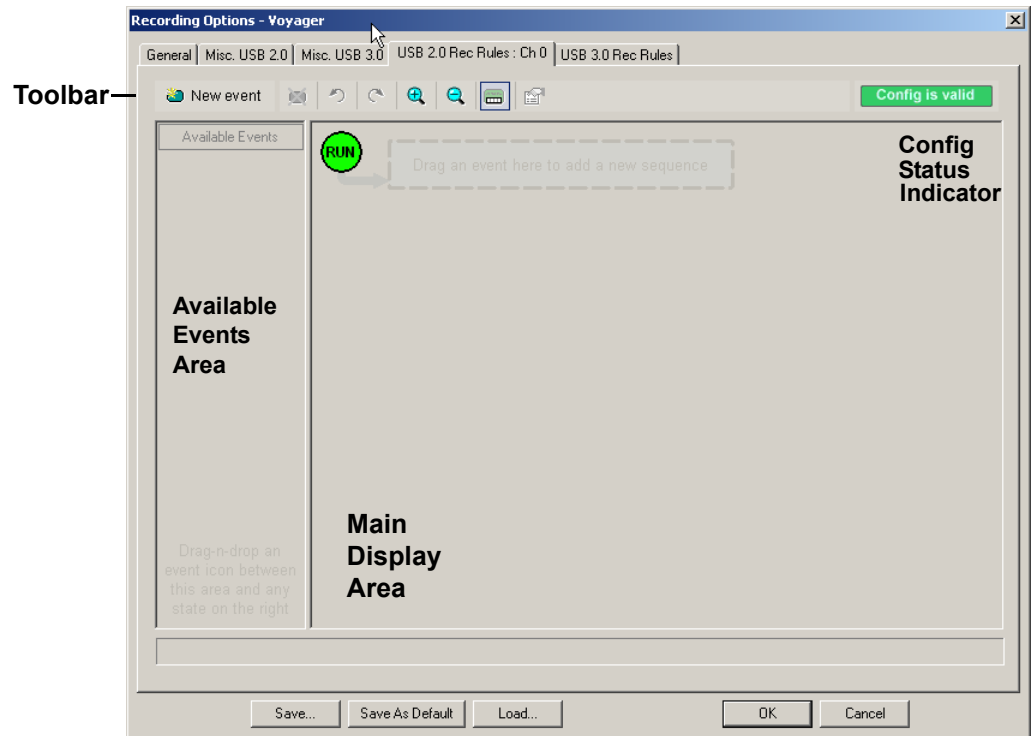 Recording Options - Voyager
General
Misc. USB 2.0
Misc. USB 3.0
USB 2.0 Rec Rules : Ch 0
USB 3.0 Rec Rules
Toolbar
New event
Config is valid
Available Events
RUN
Drag an event here to add a new sequence
Config
Status
Indicator
Available
Events
Area
Main
Display
Area
Drag-n-drop an
event icon between
this area and any
state on the right
Save...
Save As Default
Load...
OK
Cancel